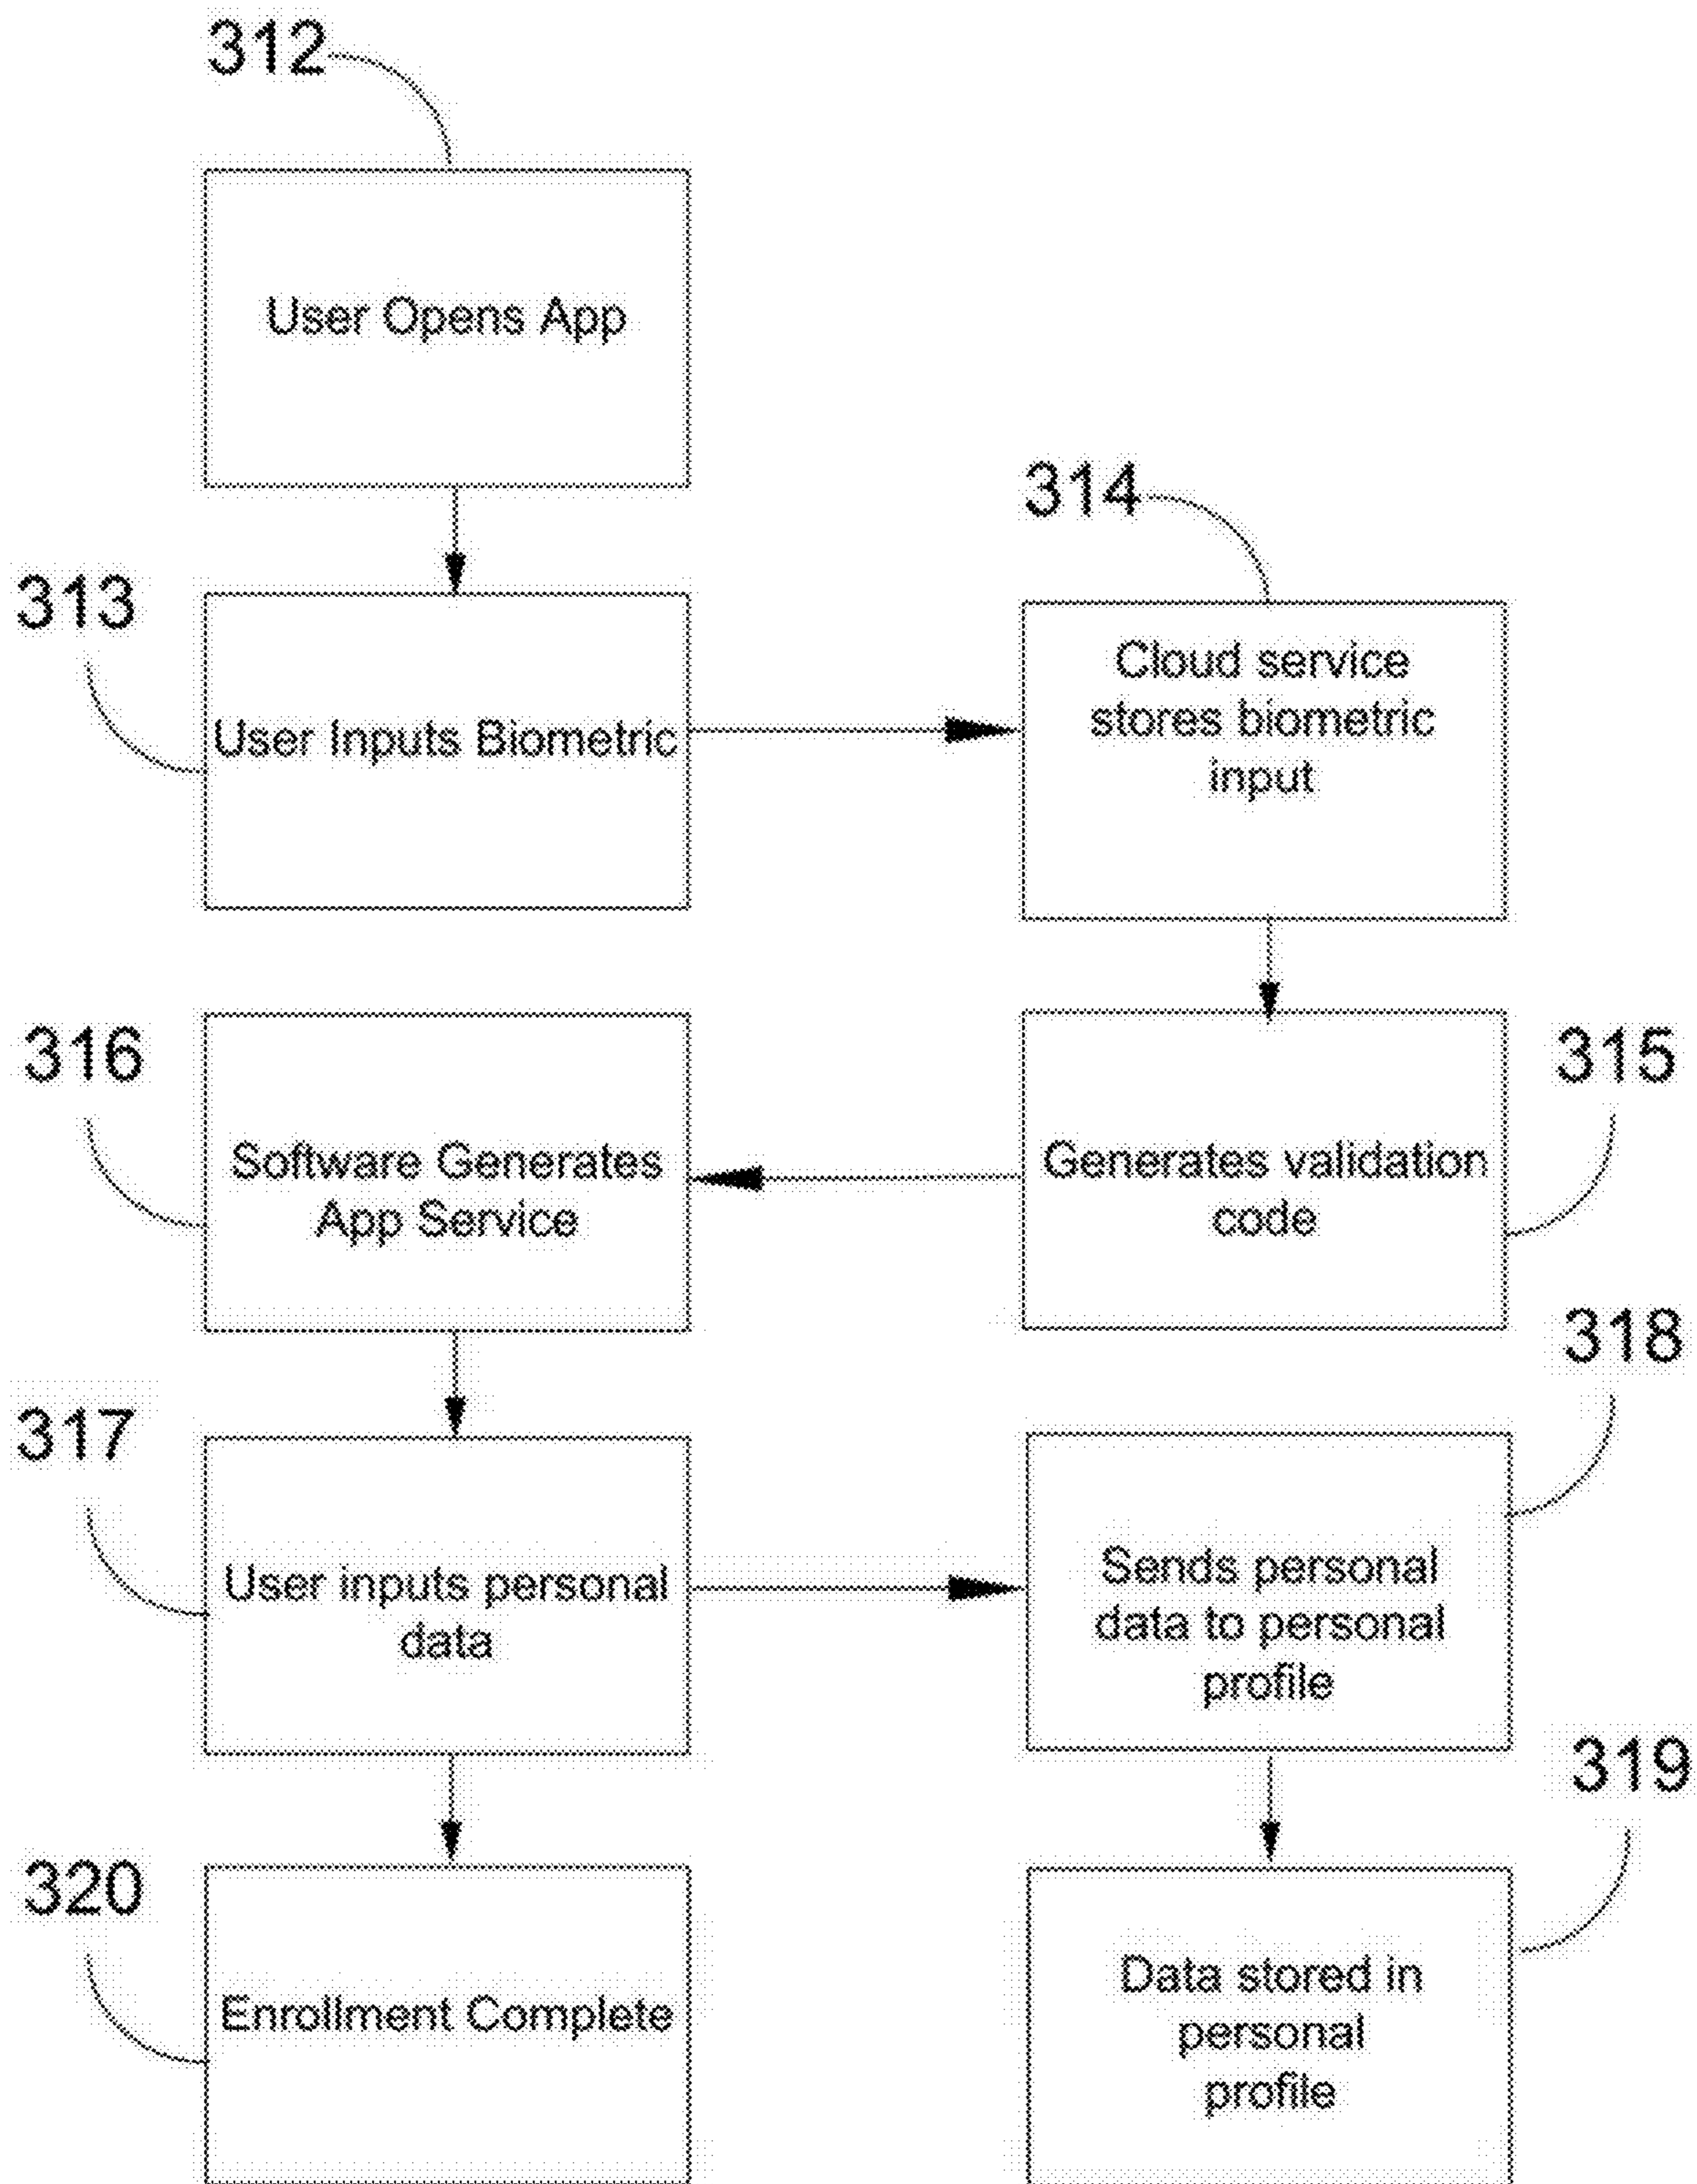 312
User Opens App
314
313
User Inputs Biometric
Cloud service
stores biometric
input
316
Software Generates
App Service
315
Generates validation
code
318
317
User inputs personal
data
Sends personal
data to personal
profile
319
320
Enrollment Complete
Data stored in
personal
profile